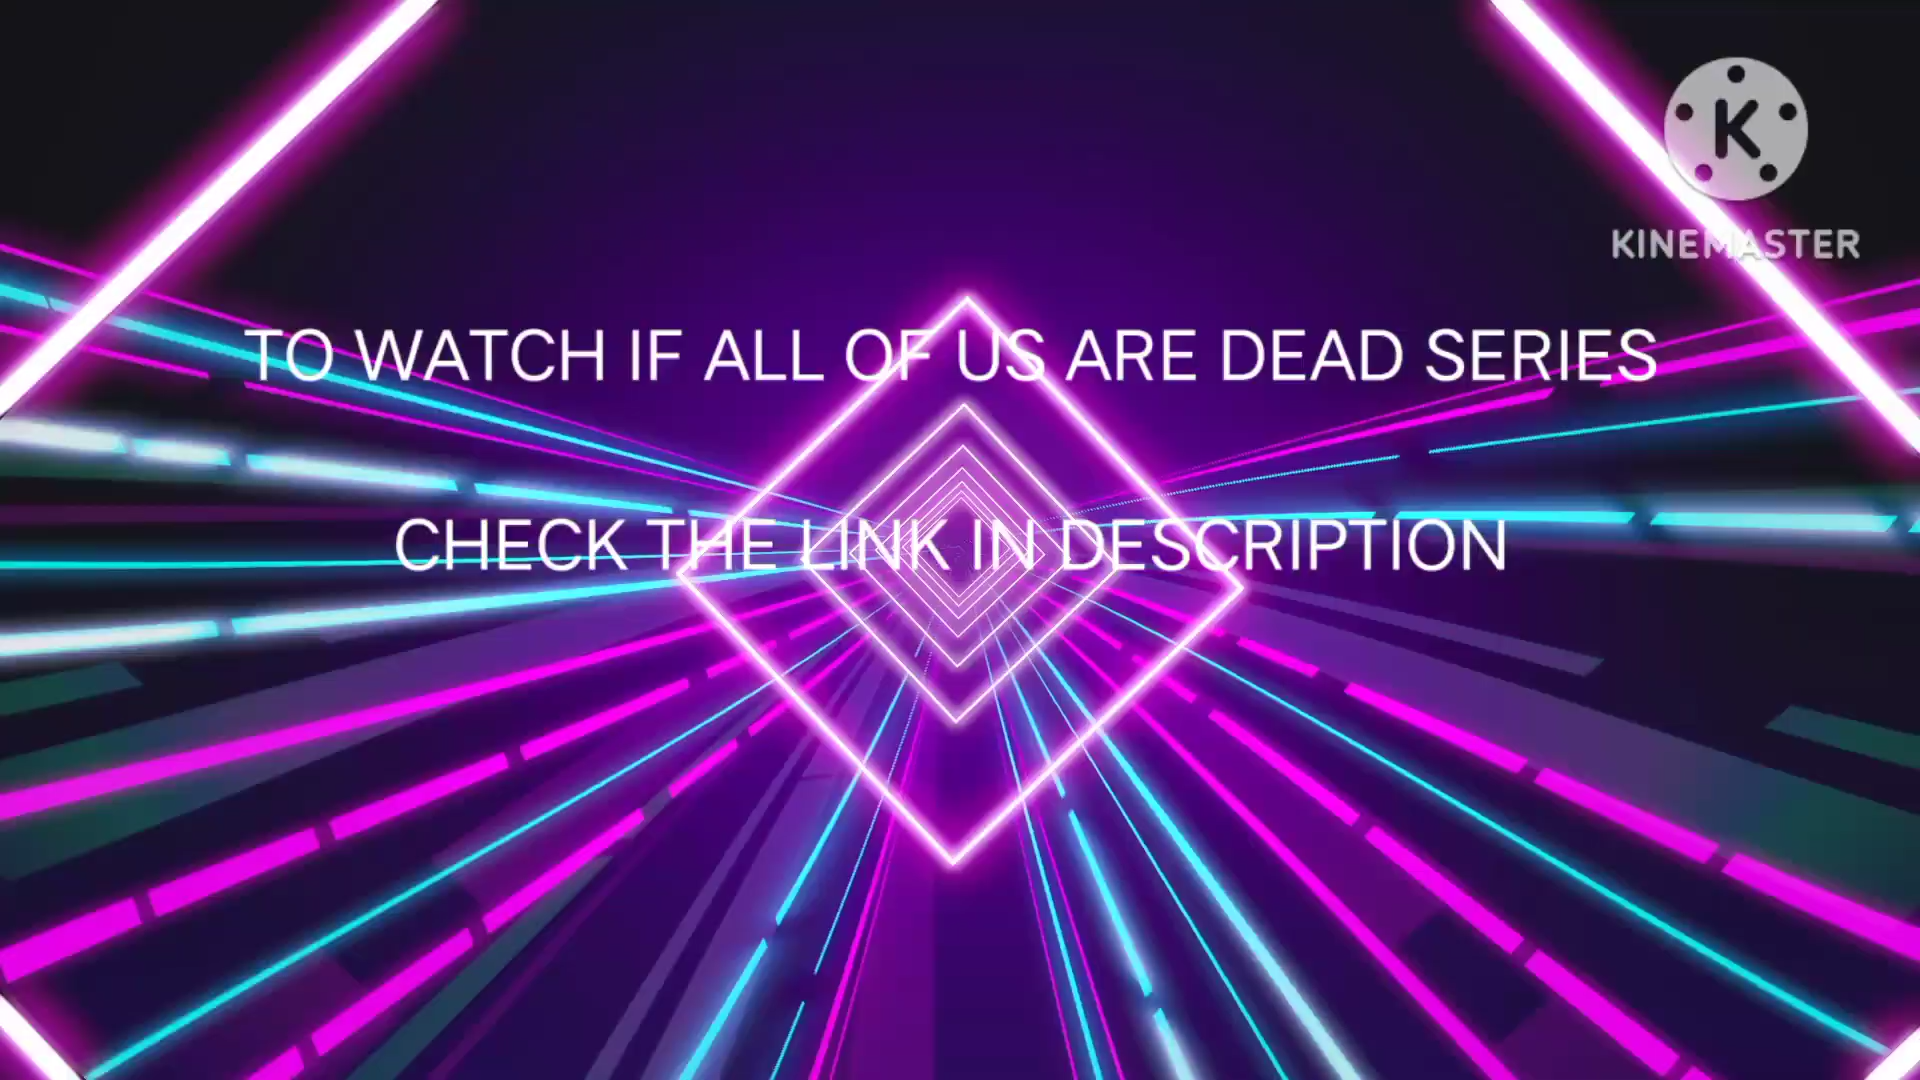 K
KINEMASTER
TO WATCH IF ALL OF US ARE DEAD SERIES
CHECK THE LINK IN DESCRIPTION